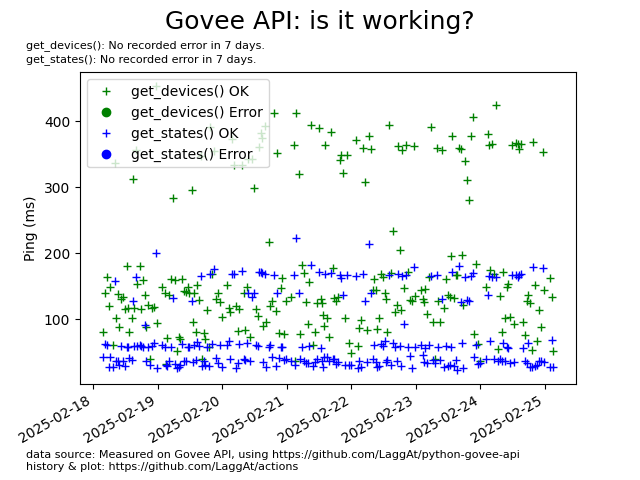 Govee API: is it working?
get_devices(): No recorded error in 7 days.
get_states(): No recorded error in 7 days.
get_devices() OK
get_devices() Error
get_states() OK
get_states() Error
Ping (ms)
400
300
200
100
2025-02-18
2025-02-19
2025-02-20
2025-02-21
2025-02-22
2025-02-23
2025-02-24
2025-02-25
data source: Measured on Govee API, using https://github.com/LaggAt/python-govee-api
history & plot: https://github.com/LaggAt/actions